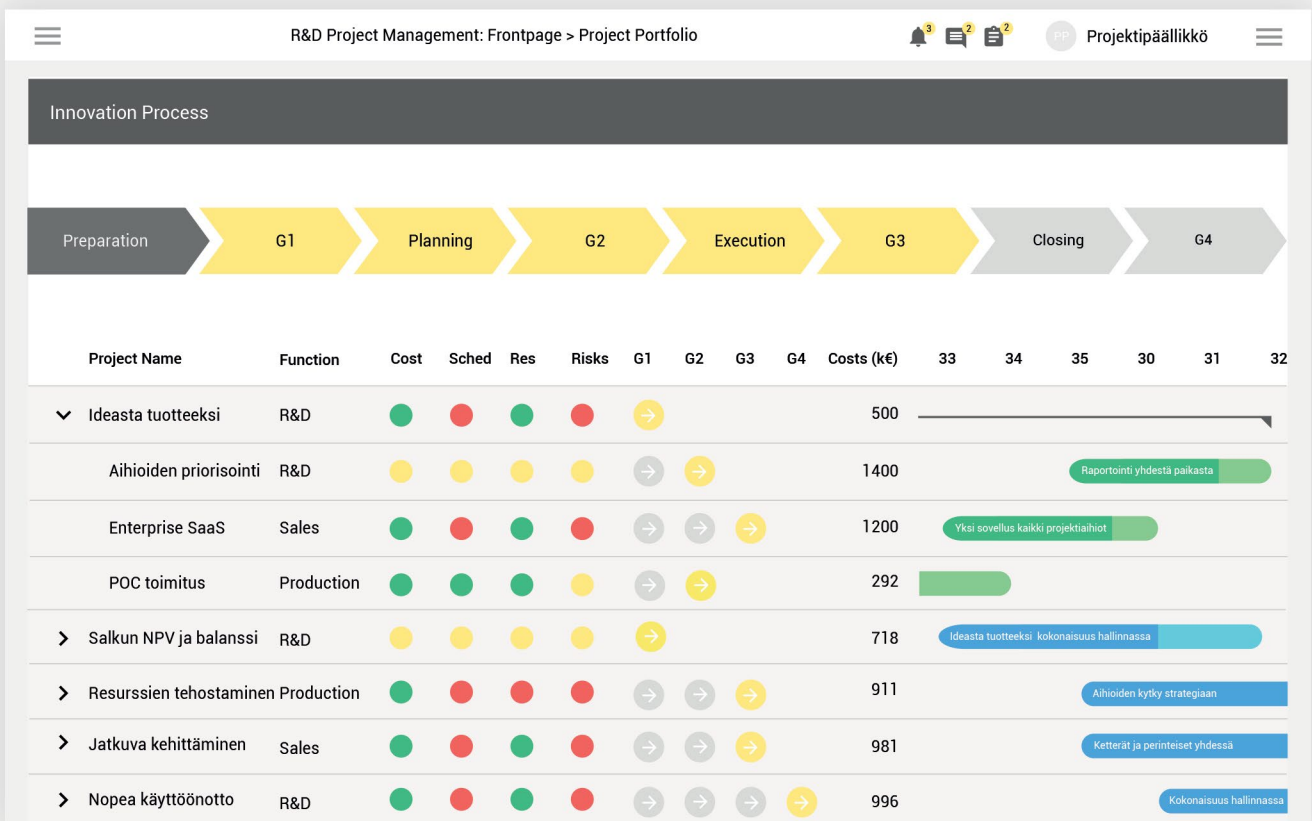 R&D Project Management: Frontpage > Project Portfolio 3 2 2 PP Projektipäällikkö
Innovation Process
Preparation G1 Planning G2 Execution G3 Closing G4
Project Name Function Cost Sched Res Risks G1 G2 G3 G4 Costs (k€) 33 34 35 30 31 32
Ideasta tuotteeksi R&D 500
Aihioiden priorisointi R&D 1400 Raportointi yhdestä paikasta
Enterprise SaaS Sales 1200 Yksi sovellus kaikki projektiaihiot
POC toimitus Production 292
Salkun NPV ja balanssi R&D 718 Ideasta tuotteeksi kokonaisuus hallinnassa
Resurssien tehostaminen Production 911 Aihioiden kytky strategiaan
Jatkuva kehittäminen Sales 981 Ketterät ja perinteiset yhdessä
Nopea käyttöönotto R&D 996 Kokonaisuus hallinnassa